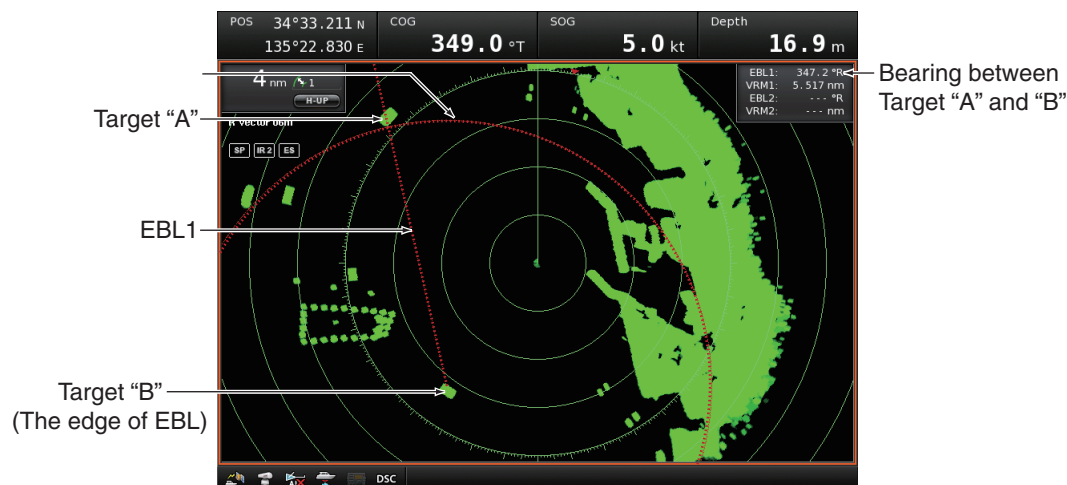 POS 34°33.211 N
135°22.830 E
COG
349.0 °T
SOG
5.0 kt
Depth
16.9 m
4 nm 1
H-UP
R Vector 06m
SP IR 2 ES
EBL1: 347.2 °R
VRM1: 5.517 nm
EBL2: --- °R
VRM2: --- nm
Bearing between
Target “A” and “B”
Target “A”
EBL1
Target “B”
(The edge of EBL)
DSC